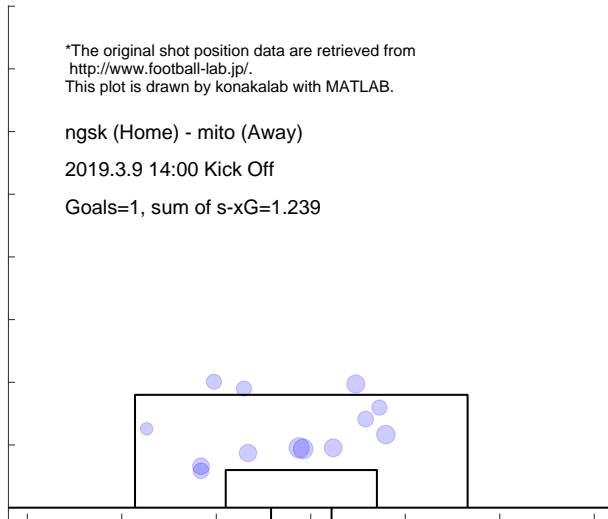 *The original shot position data are retrieved from
http://www.football-lab.jp/.
This plot is drawn by konakalab with MATLAB.
ngsk (Home) - mito (Away)
2019.3.9 14:00 Kick Off
Goals=1, sum of s-xG=1.239